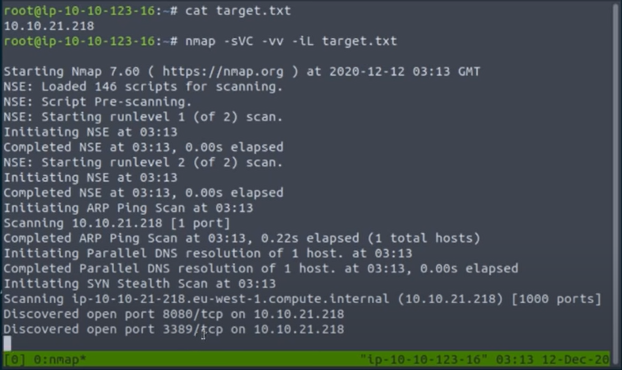 root@ip-10-10-123-16:~# cat target.txt
10.10.21.218
root@ip-10-10-123-16:~# nmap -sVC -vv -iL target.txt
Starting Nmap 7.60 ( https://nmap.org ) at 2020-12-12 03:13 GMT
NSE: Loaded 146 scripts for scanning.
NSE: Script Pre-scanning.
NSE: Starting runlevel 1 (of 2) scan.
Initiating NSE at 03:13
Completed NSE at 03:13, 0.00s elapsed
NSE: Starting runlevel 2 (of 2) scan.
Initiating NSE at 03:13
Completed NSE at 03:13, 0.00s elapsed
Initiating ARP Ping Scan at 03:13
Scanning 10.10.21.218 [1 port]
Completed ARP Ping Scan at 03:13, 0.22s elapsed (1 total hosts)
Initiating Parallel DNS resolution of 1 host. at 03:13
Completed Parallel DNS resolution of 1 host. at 03:13, 0.00s elapsed
Initiating SYN Stealth Scan at 03:13
Scanning ip-10-10-21-218.eu-west-1.compute.internal (10.10.21.218) [1000 ports]
Discovered open port 8080/tcp on 10.10.21.218
Discovered open port 3389/tcp on 10.10.21.218
[0] 0:nmap* "ip-10-10-123-16" 03:13 12-Dec-20